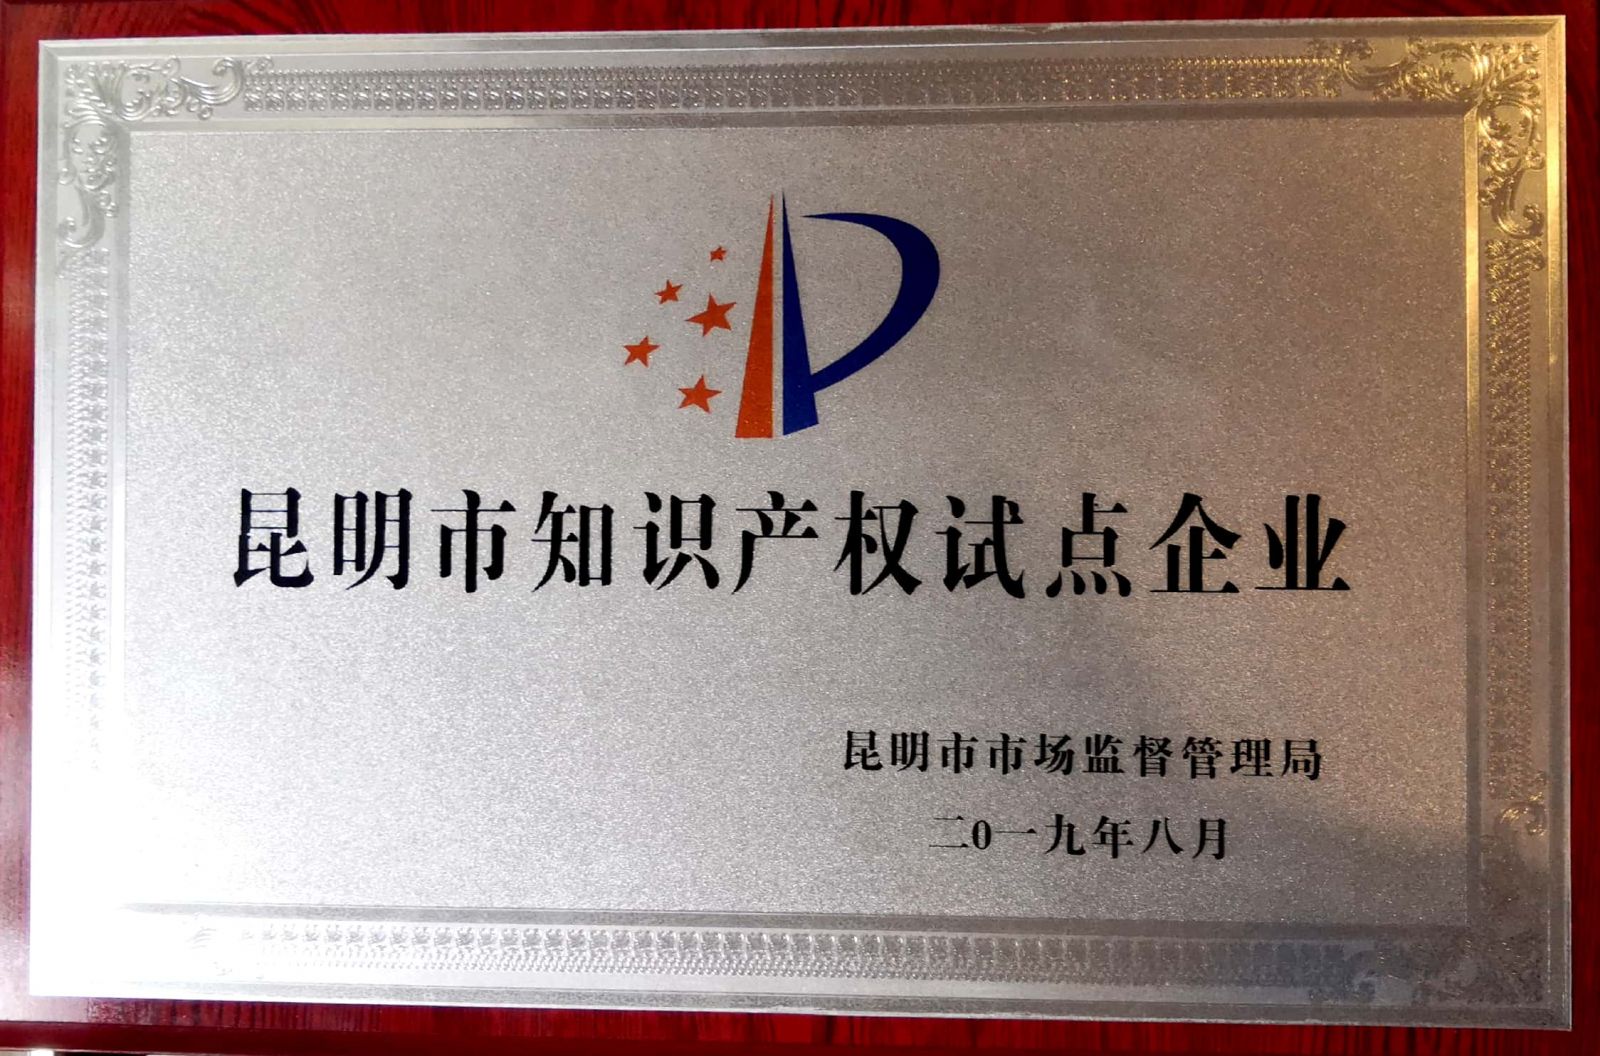 昆明市知识产权试点企业
昆明市市场监督管理局
二0一九年八月